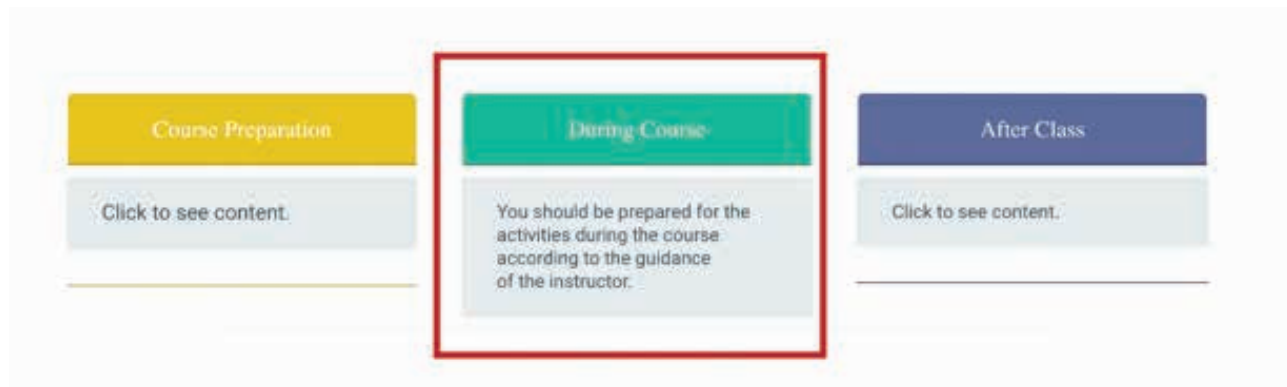 Course Preparation
Click to see content.
During Course
You should be prepared for the
activities during the course
according to the guidance
of the instructor.
After Class
Click to see content.